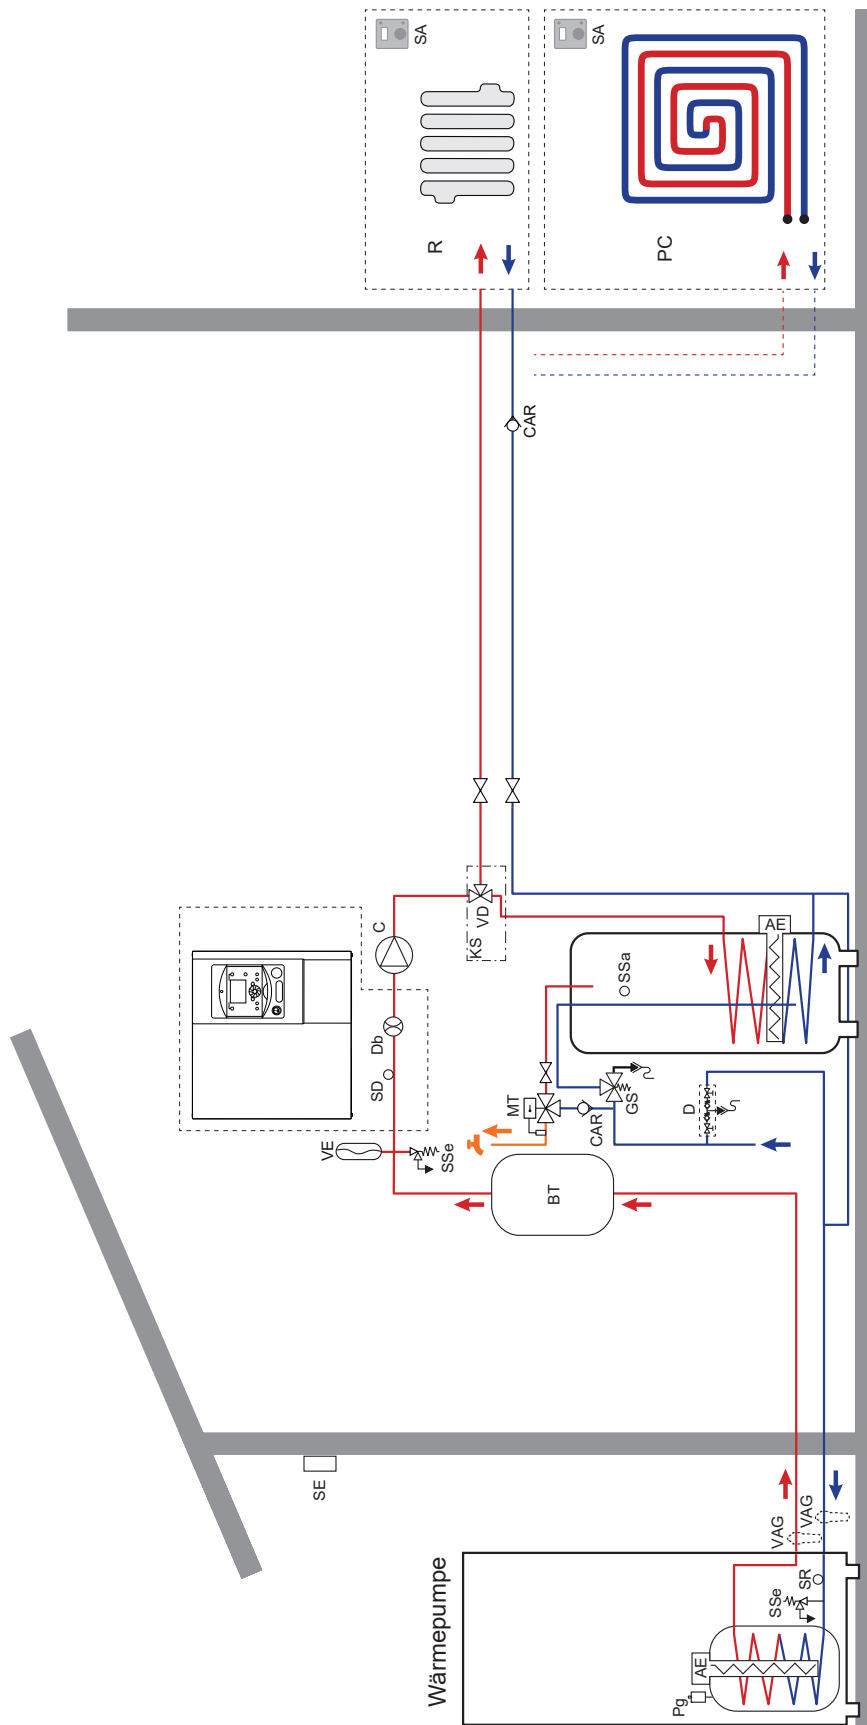 Wärmepumpe
Pg
AE
SSe
SR
VAG
VAG
SE
VE
SSe
SD
Db
C
BT
MT
CAR
GS
D
SSa
AE
KS
VD
CAR
R
SA
PC
SA